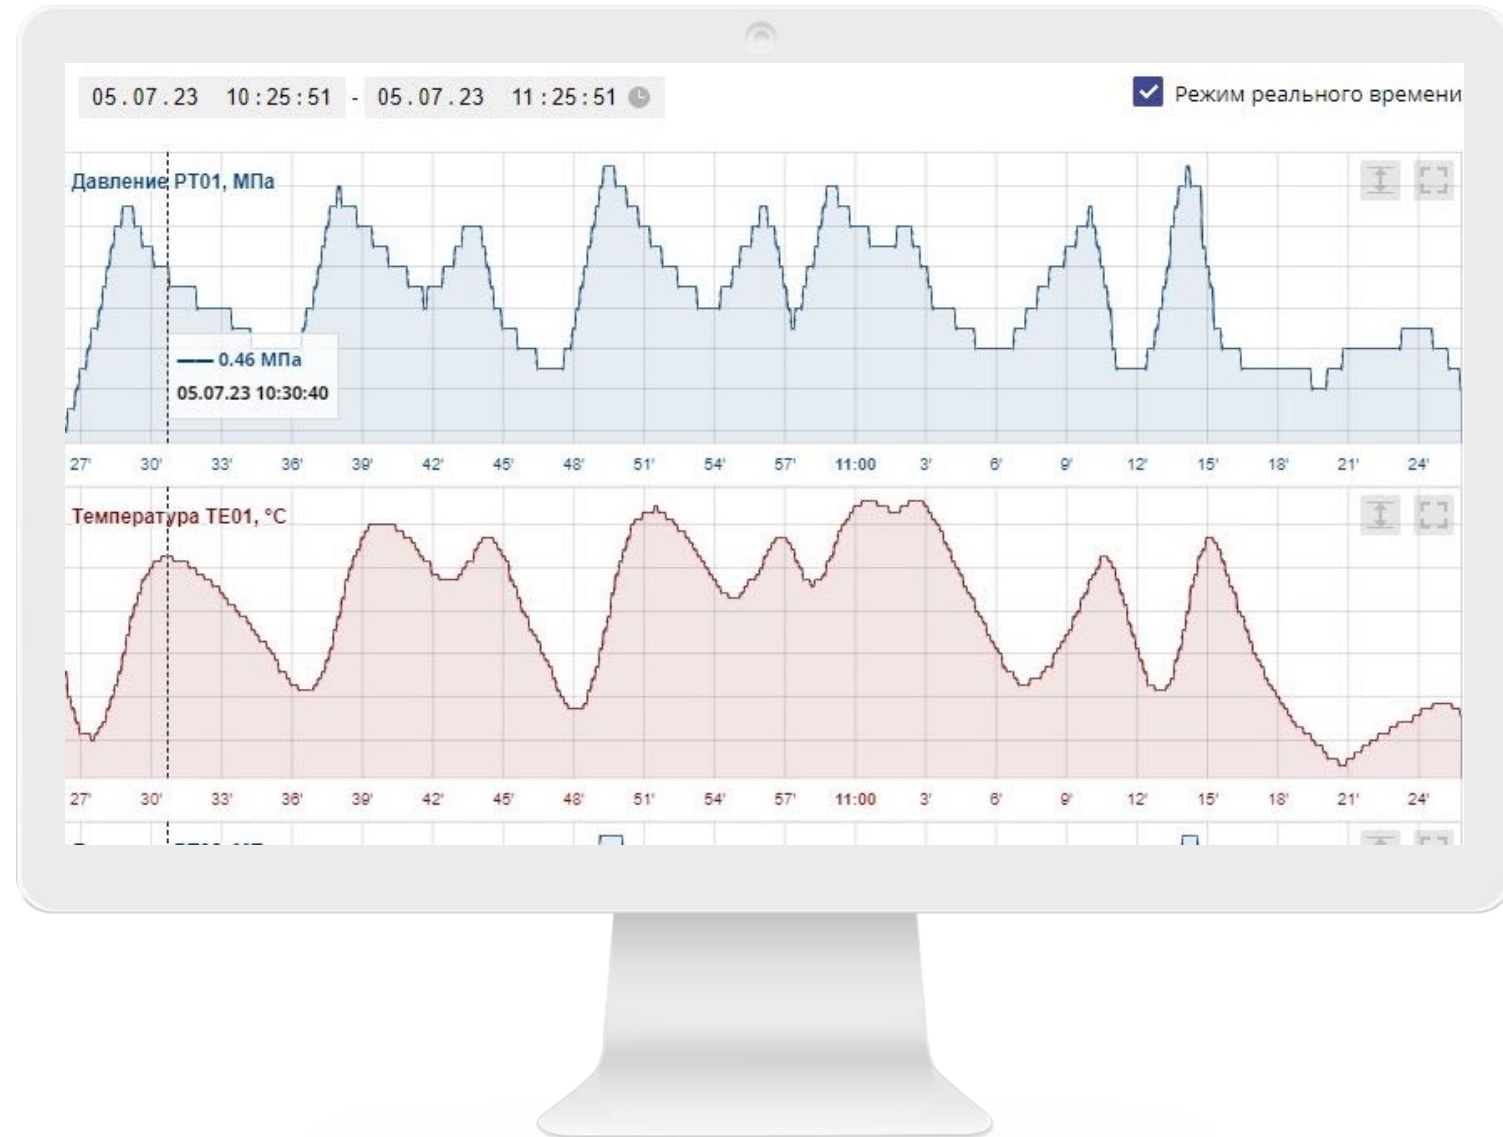 05.07.23 10:25:51 - 05.07.23 11:25:51
Режим реального времени
Давление PT01, МПа
0.46 МПа
05.07.23 10:30:40
27' 30' 33' 36' 39' 42' 45' 48' 51' 54' 57' 11:00 3' 6' 9' 12' 15' 18' 21' 24'
Температура TE01, °C
27' 30' 33' 36' 39' 42' 45' 48' 51' 54' 57' 11:00 3' 6' 9' 12' 15' 18' 21' 24'